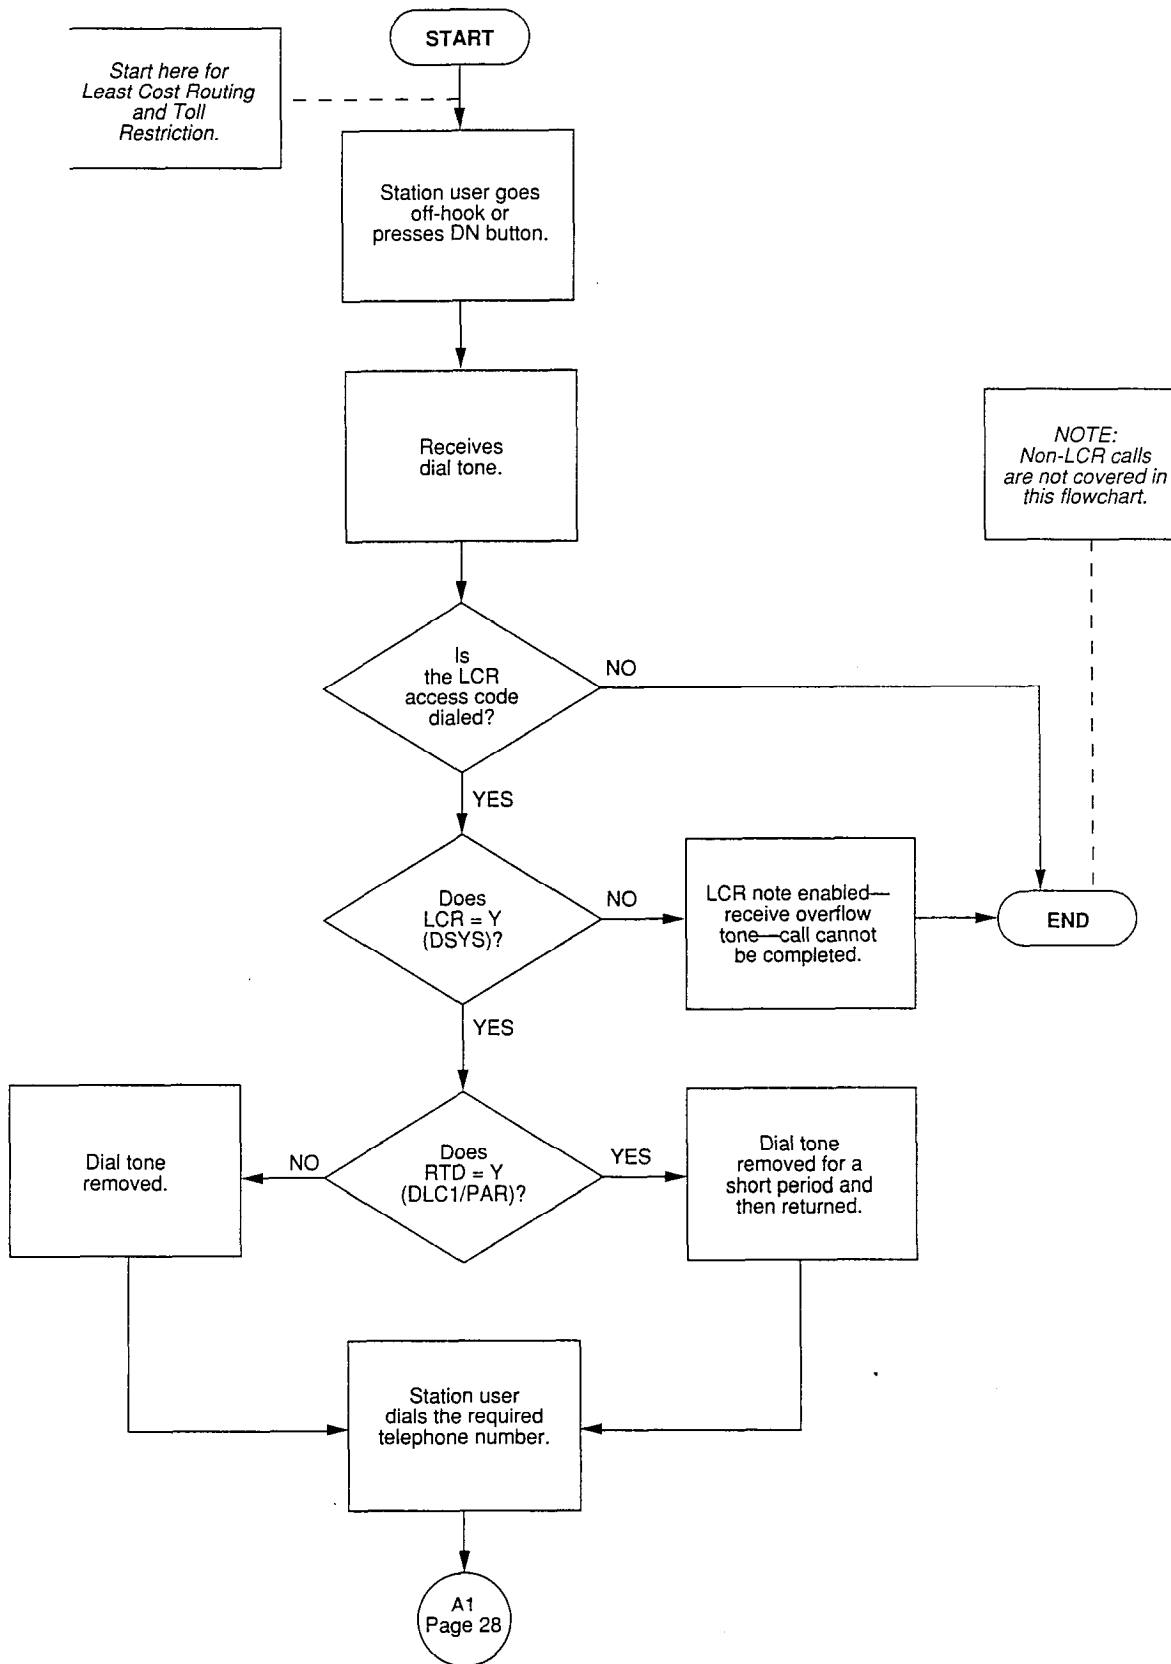 START
Start here for
Least Cost Routing
and Toll
Restriction.
Station user goes
off-hook or
presses DN button.
Receives
dial tone.
NOTE:
Non-LCR calls
are not covered in
this flowchart.
Is
the LCR
access code
dialed?
NO
YES
Does
LCR = Y
(DSYS)?
NO
LCR note enabled—
receive overflow
tone—call cannot
be completed.
END
YES
Does
RTD = Y
(DLC1/PAR)?
NO
Dial tone
removed.
YES
Dial tone
removed for a
short period and
then returned.
Station user
dials the required
telephone number.
A1
Page 28